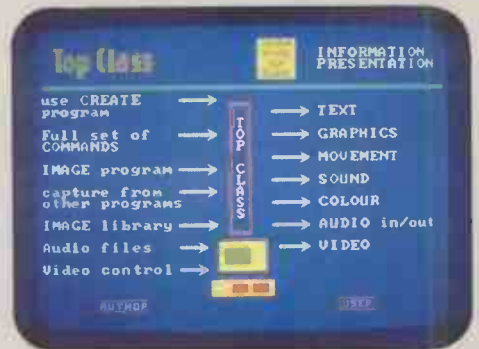 Top Class
INFORMATION
PRESENTATION
use CREATE
program
Full set of
COMMANDS
IMAGE program
capture from
other programs
IMAGE library
Audio files
Video control
TOP CLASS
TEXT
GRAPHICS
MOVEMENT
SOUND
COLOUR
AUDIO in/out
VIDEO
AUTHOR
USER